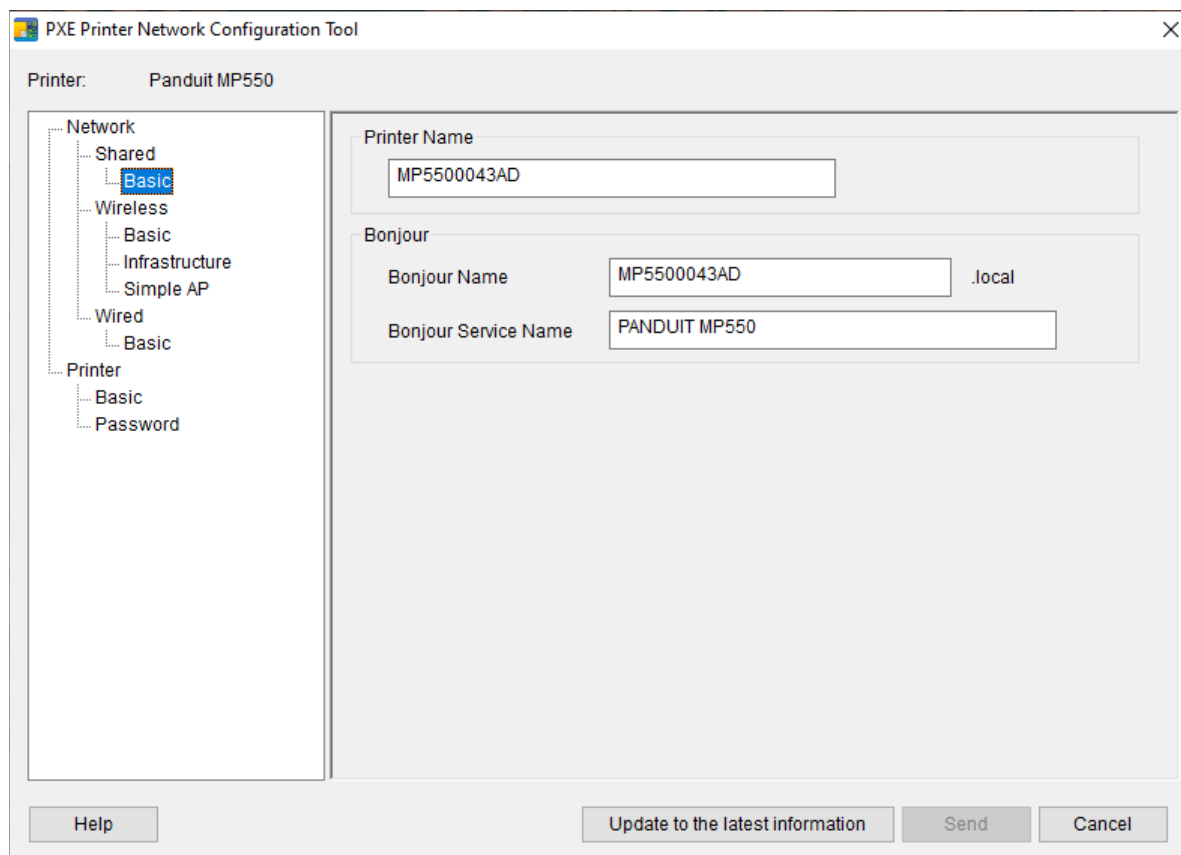 PXE Printer Network Configuration Tool
Printer: Panduit MP550
Network
Shared
Basic
Wireless
Basic
Infrastructure
Simple AP
Wired
Basic
Printer
Basic
Password
Printer Name
MP5500043AD
Bonjour
Bonjour Name MP5500043AD .local
Bonjour Service Name PANDUIT MP550
Help Update to the latest information Send Cancel